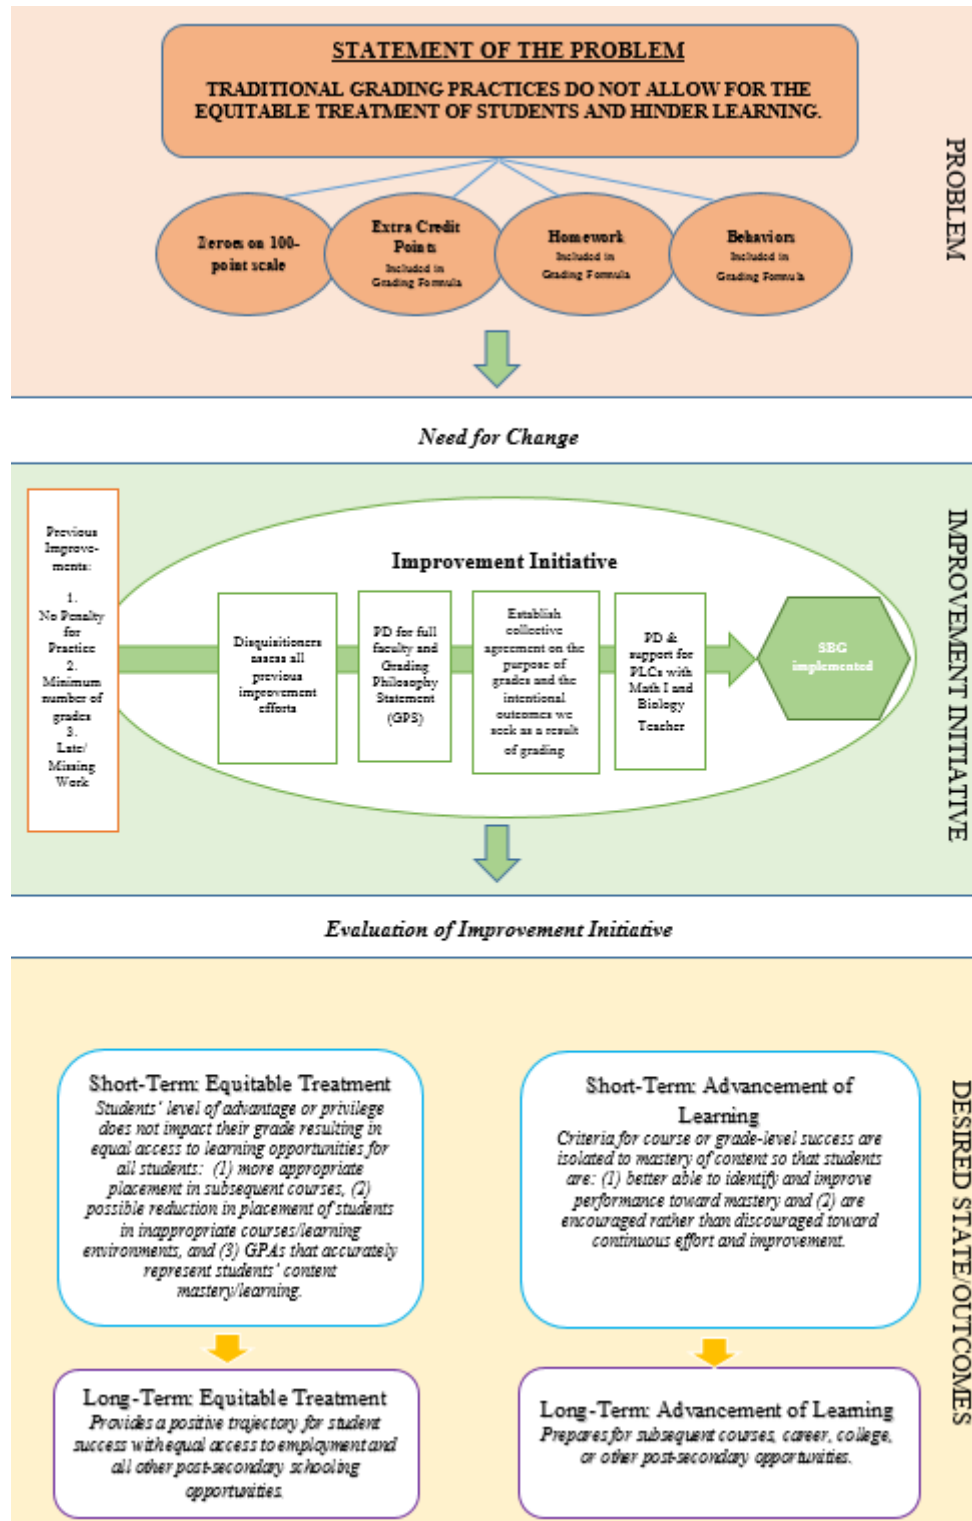 STATEMENT OF THE PROBLEM
TRADITIONAL GRADING PRACTICES DO NOT ALLOW FOR THE
EQUITABLE TREATMENT OF STUDENTS AND HINDER LEARNING.
PROBLEM
Zeroes on 100-
point scale
Extra Credit
Points
Included in
Grading Formula
Homework
Included in
Grading Formula
Behaviors
Included in
Grading Formula
Need for Change
IMPROVEMENT INITIATIVE
Previous
Improve-
ments:
1.
No Penalty
for
Practice
2.
Minimum
number of
grades
3.
Late/
Missing
Work
Improvement Initiative
Disquisitioners
assess all
previous
improvement
efforts
PD for full
faculty and
Grading
Philosophy
Statement
(GPS)
Establish
collective
agreement on the
purpose of
grades and the
intentional
outcomes we
seek as a result
of grading
PD &
support for
PLCs with
Math I and
Biology
Teacher
SBG
implemented
Evaluation of Improvement Initiative
DESIRED STATE/OUTCOMES
Short-Term: Equitable Treatment
Students' level of advantage or privilege
does not impact their grade resulting in
equal access to learning opportunities for
all students: (1) more appropriate
placement in subsequent courses, (2)
possible reduction in placement of students
in inappropriate courses/learning
environments, and (3) GPAs that accurately
represent students' content
mastery/learning.
Short-Term: Advancement of
Learning
Criteria for course or grade-level success are
isolated to mastery of content so that students
are: (1) better able to identify and improve
performance toward mastery and (2) are
encouraged rather than discouraged toward
continuous effort and improvement.
Long-Term: Equitable Treatment
Provides a positive trajectory for student
success with equal access to employment and
all other post-secondary schooling
opportunities.
Long-Term: Advancement of Learning
Prepares for subsequent courses, career, college,
or other post-secondary opportunities.